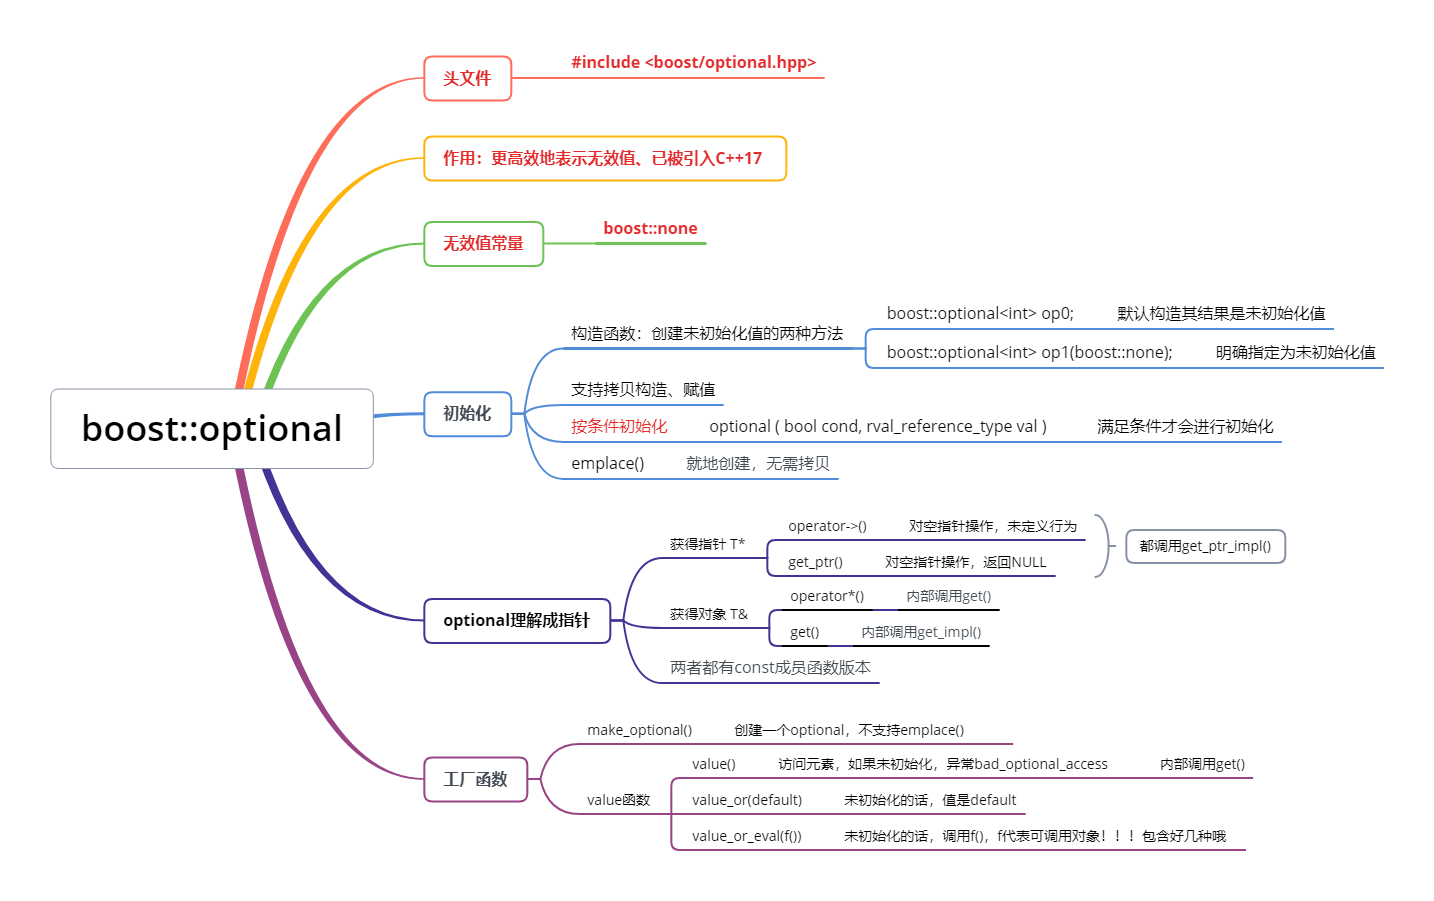 头文件
#include <boost/optional.hpp>
作用：更高效地表示无效值、已被引入C++17
无效值常量
boost::none
boost::optional
初始化
构造函数：创建未初始化值的两种方法
boost::optional<int> op0;
默认构造其结果是未初始化值
boost::optional<int> op1(boost::none);
明确指定为未初始化值
支持拷贝构造、赋值
按条件初始化
optional ( bool cond, rval_reference_type val )
满足条件才会进行初始化
emplace()
就地创建，无需拷贝
optional理解成指针
获得指针 T*
operator->()
对空指针操作，未定义行为
get_ptr()
对空指针操作，返回NULL
都调用get_ptr_impl()
获得对象 T&
operator*()
内部调用get()
get()
内部调用get_impl()
两者都有const成员函数版本
工厂函数
make_optional()
创建一个optional，不支持emplace()
value函数
value()
访问元素，如果未初始化，异常bad_optional_access
内部调用get()
value_or(default)
未初始化的话，值是default
value_or_eval(f())
未初始化的话，调用f()，f代表可调用对象！！！包含好几种哦